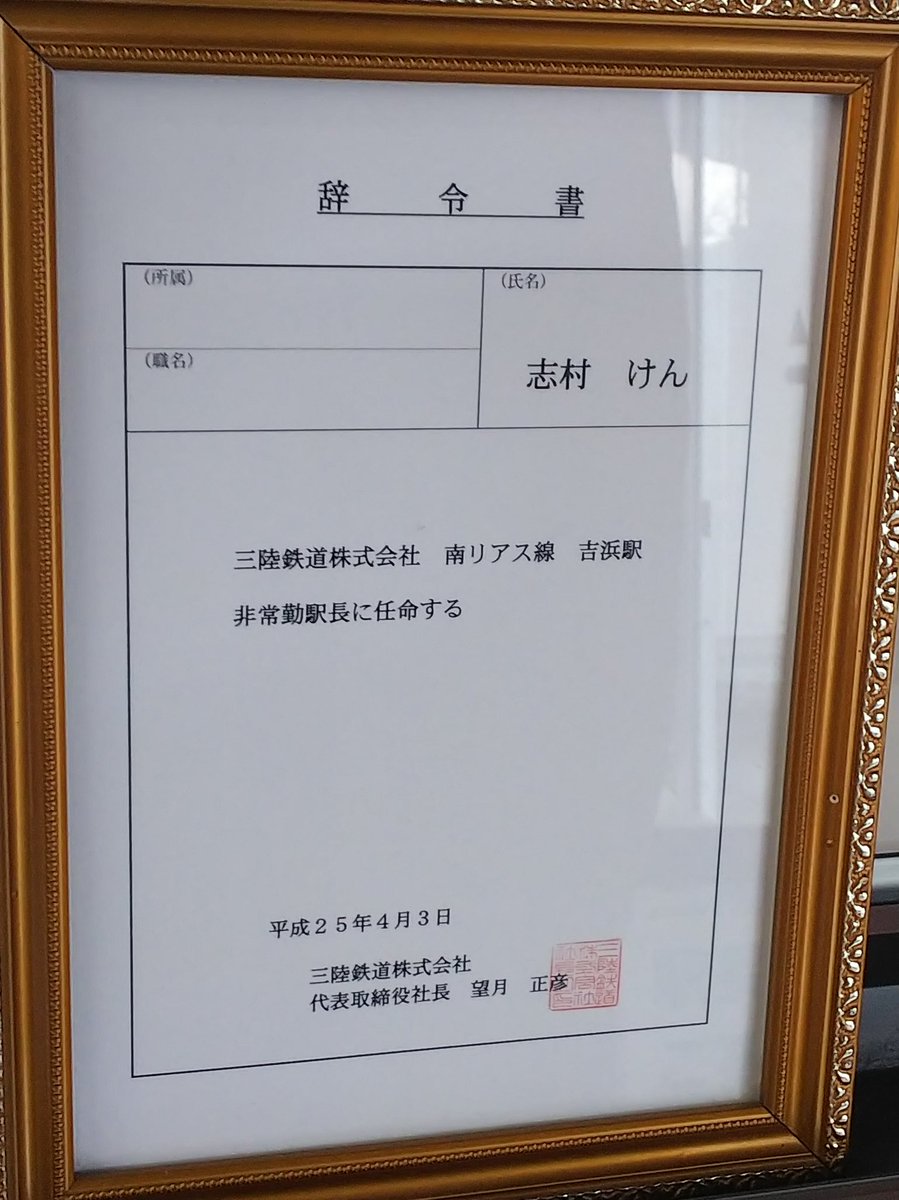 辞令書
（所属）
（氏名）
（職名）
志村　けん
三陸鉄道株式会社　南リアス線　吉浜駅
非常勤駅長に任命する
平成２５年４月３日
三陸鉄道株式会社
代表取締役社長　望月　正彦